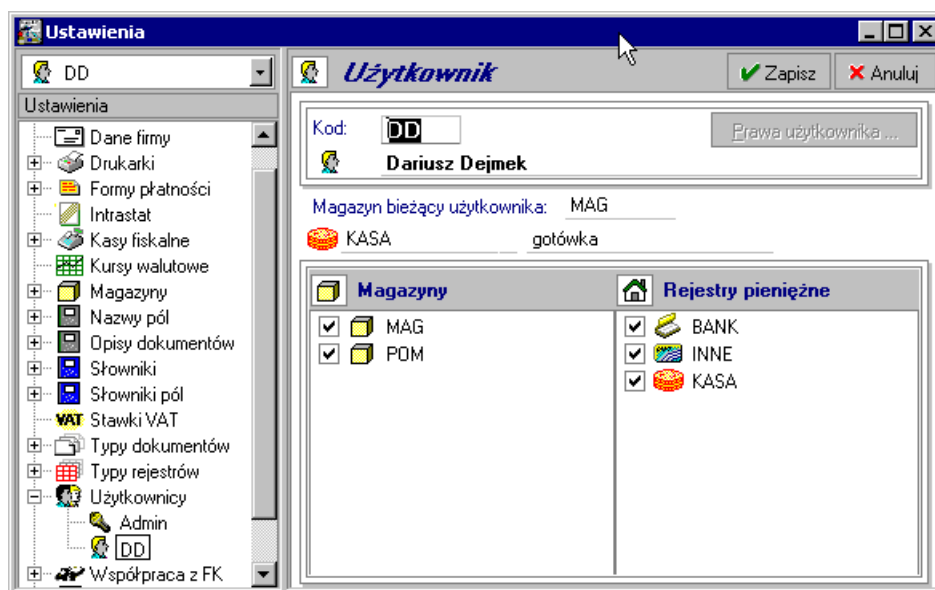 Ustawienia
DD
Użytkownik
Zapisz
Anuluj
Ustawienia
Dane firmy
Drukarki
Formy płatności
Intrastat
Kasy fiskalne
Kursy walutowe
Magazyny
Nazwy pól
Opisy dokumentów
Słowniki
Słowniki pól
VAT Stawki VAT
Typy dokumentów
Typy rejestrów
Użytkownicy
Admin
DD
Współpraca z FK
Kod: DD
Prawa użytkownika ...
Dariusz Dejmek
Magazyn bieżący użytkownika: MAG
KASA gotówka
Magazyny
MAG
POM
Rejestry pieniężne
BANK
INNE
KASA